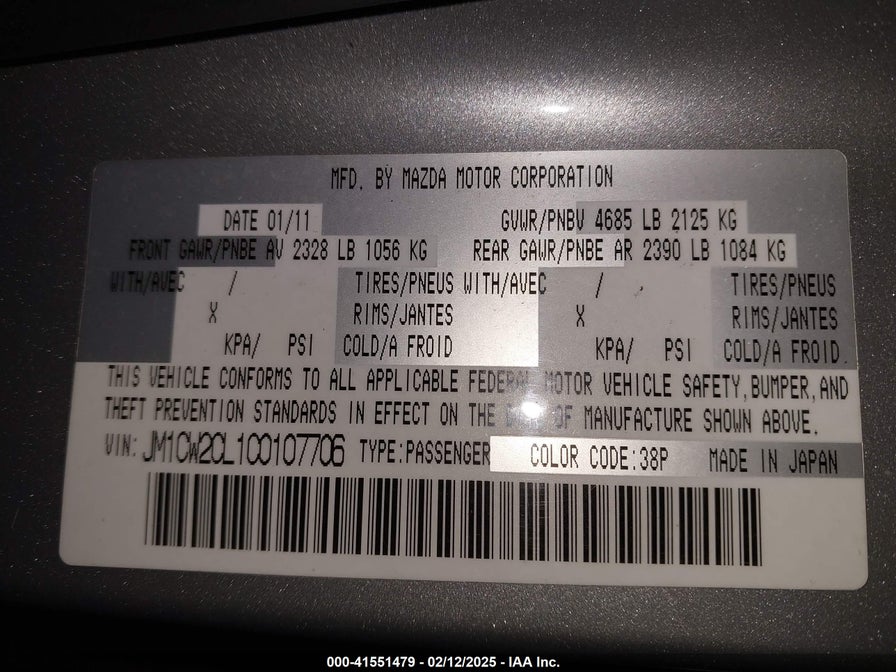 MFD. BY MAZDA MOTOR CORPORATION
DATE 01/11 GVWR/PNBV 4685 LB 2125 KG
FRONT GAWR/PNBE AV 2328 LB 1056 KG REAR GAWR/PNBE AR 2390 LB 1084 KG
WITH/AVEC / TIRES/PNEUS WITH/AVEC / TIRES/PNEUS
X RIMS/JANTES X RIMS/JANTES
KPA/ PSI COLD/A FROID KPA/ PSI COLD/A FROID
THIS VEHICLE CONFORMS TO ALL APPLICABLE FEDERAL MOTOR VEHICLE SAFETY, BUMPER, AND
THEFT PREVENTION STANDARDS IN EFFECT ON THE DATE OF MANUFACTURE SHOWN ABOVE.
VIN: JM1CW2CL1C0107706 TYPE:PASSENGER COLOR CODE:38P MADE IN JAPAN
000-41551479 - 02/12/2025 - IAA Inc.